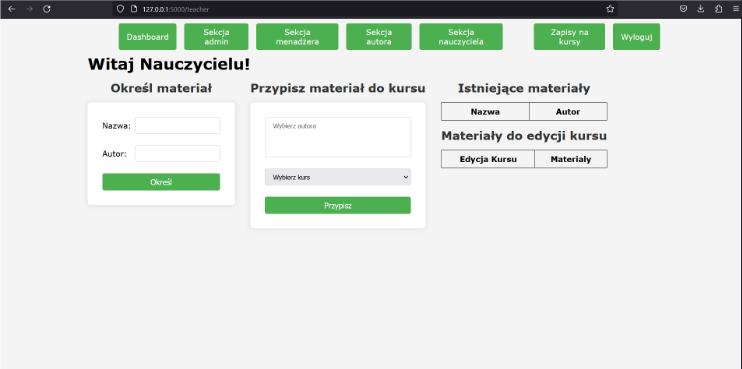 127.0.0.1:5000/teacher
Dashboard
Sekcja
admin
Sekcja
menadżera
Sekcja
autora
Sekcja
nauczyciela
Zapisy na
kursy
Wyloguj
Witaj Nauczycielu!
Określ materiał
Nazwa:
Autor:
Określ
Przypisz materiał do kursu
Wybierz autora
Wybierz kurs
Przypisz
Istniejące materiały
Nazwa Autor
Materiały do edycji kursu
Edycja Kursu Materiały